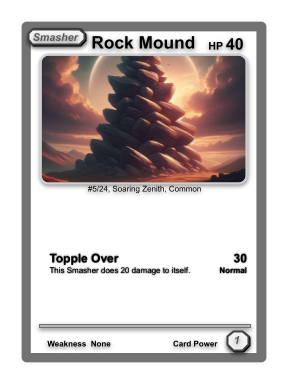 Smasher
Rock Mound HP 40
#5/24, Soaring Zenith, Common
Topple Over 30
This Smasher does 20 damage to itself. Normal
Weakness None Card Power 1